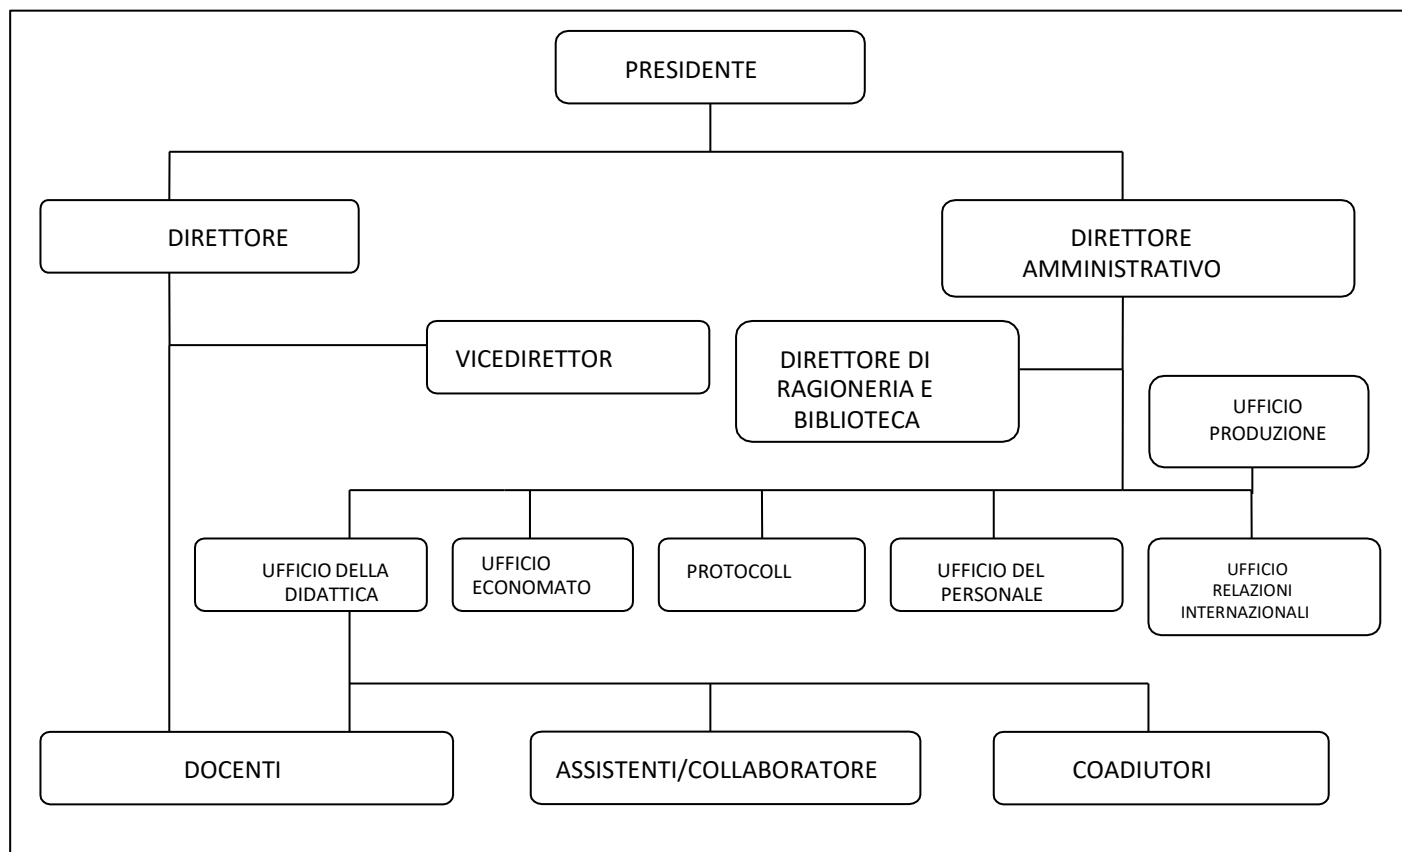 PRESIDENTE
DIRETTORE
DIRETTORE
AMMINISTRATIVO
VICEDIRETTOR
DIRETTORE DI
RAGIONERIA E
BIBLIOTECA
UFFICIO
PRODUZIONE
UFFICIO DELLA
DIDATTICA
UFFICIO
ECONOMATO
PROTOCOLL
UFFICIO DEL
PERSONALE
UFFICIO
RELAZIONI
INTERNAZIONALI
DOCENTI
ASSISTENTI/COLLABORATORE
COADIUTORI